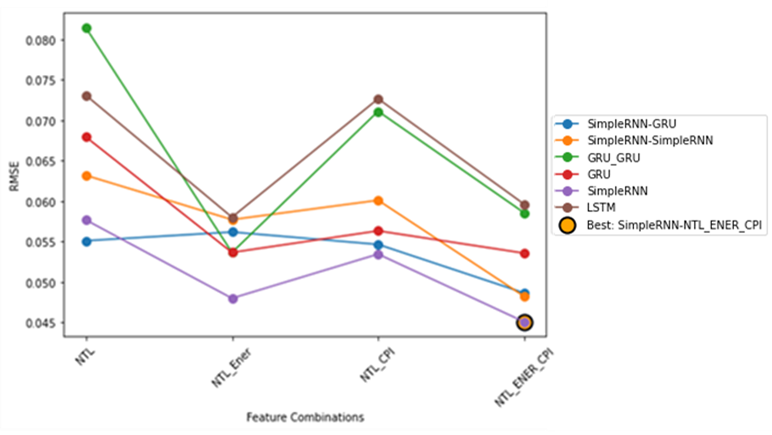 0.080
0.075
0.070
0.065
0.060
0.055
0.050
0.045
RMSE
NTL
NTL_Ener
NTL_CPI
NTL_ENER_CPI
Feature Combinations
SimpleRNN-GRU
SimpleRNN-SimpleRNN
GRU_GRU
GRU
SimpleRNN
LSTM
Best: SimpleRNN-NTL_ENER_CPI